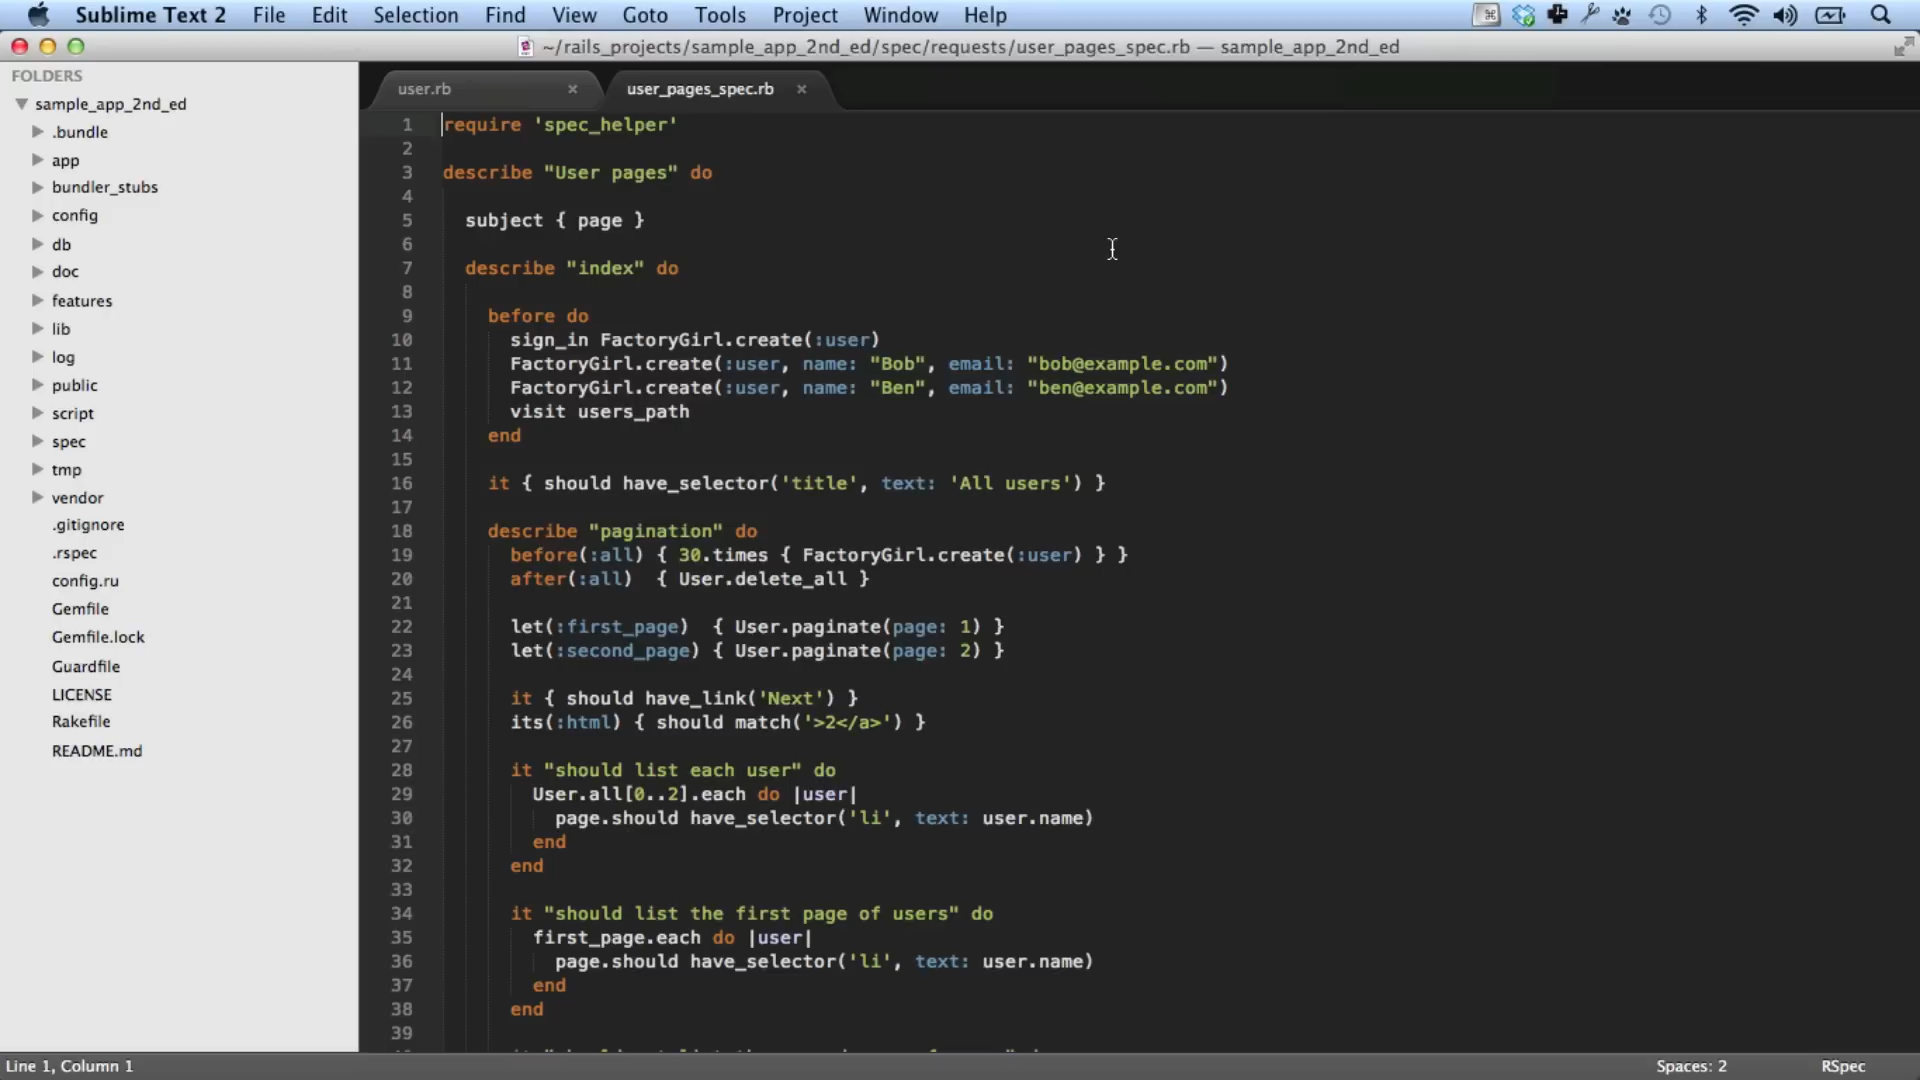 Sublime Text 2 File Edit Selection Find View Goto Tools Project Window Help
~/rails_projects/sample_app_2nd_ed/spec/requests/user_pages_spec.rb — sample_app_2nd_ed
FOLDERS
sample_app_2nd_ed
.bundle
app
bundler_stubs
config
db
doc
features
lib
log
public
script
spec
tmp
vendor
.gitignore
.rspec
config.ru
Gemfile
Gemfile.lock
Guardfile
LICENSE
Rakefile
README.md
user.rb × user_pages_spec.rb ×
1 require 'spec_helper'
2
3 describe "User pages" do
4
5 subject { page }
6
7 describe "index" do
8
9 before do
10 sign_in FactoryGirl.create(:user)
11 FactoryGirl.create(:user, name: "Bob", email: "bob@example.com")
12 FactoryGirl.create(:user, name: "Ben", email: "ben@example.com")
13 visit users_path
14 end
15
16 it { should have_selector('title', text: 'All users') }
17
18 describe "pagination" do
19 before(:all) { 30.times { FactoryGirl.create(:user) } }
20 after(:all)  { User.delete_all }
21
22 let(:first_page)  { User.paginate(page: 1) }
23 let(:second_page) { User.paginate(page: 2) }
24
25 it { should have_link('Next') }
26 its(:html) { should match('>2</a>') }
27
28 it "should list each user" do
29 User.all[0..2].each do |user|
30 page.should have_selector('li', text: user.name)
31 end
32 end
33
34 it "should list the first page of users" do
35 first_page.each do |user|
36 page.should have_selector('li', text: user.name)
37 end
38 end
39
Line 1, Column 1 Spaces: 2 RSpec